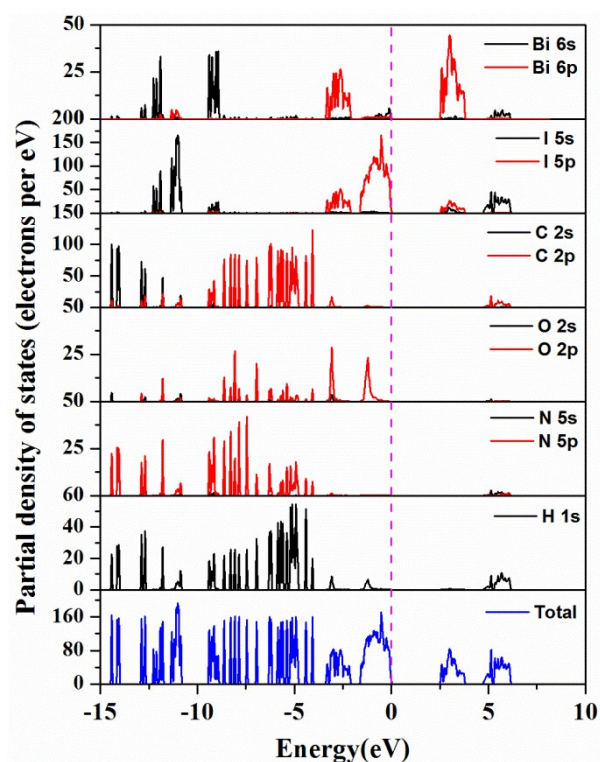 Partial density of states (electrons per eV)
50
25
200
Bi 6s
Bi 6p
150
100
50
150
I 5s
I 5p
100
75
50
C 2s
C 2p
25
50
O 2s
O 2p
25
60
N 5s
N 5p
40
20
0
H 1s
160
80
0
Total
-15
-10
-5
0
5
10
Energy(eV)